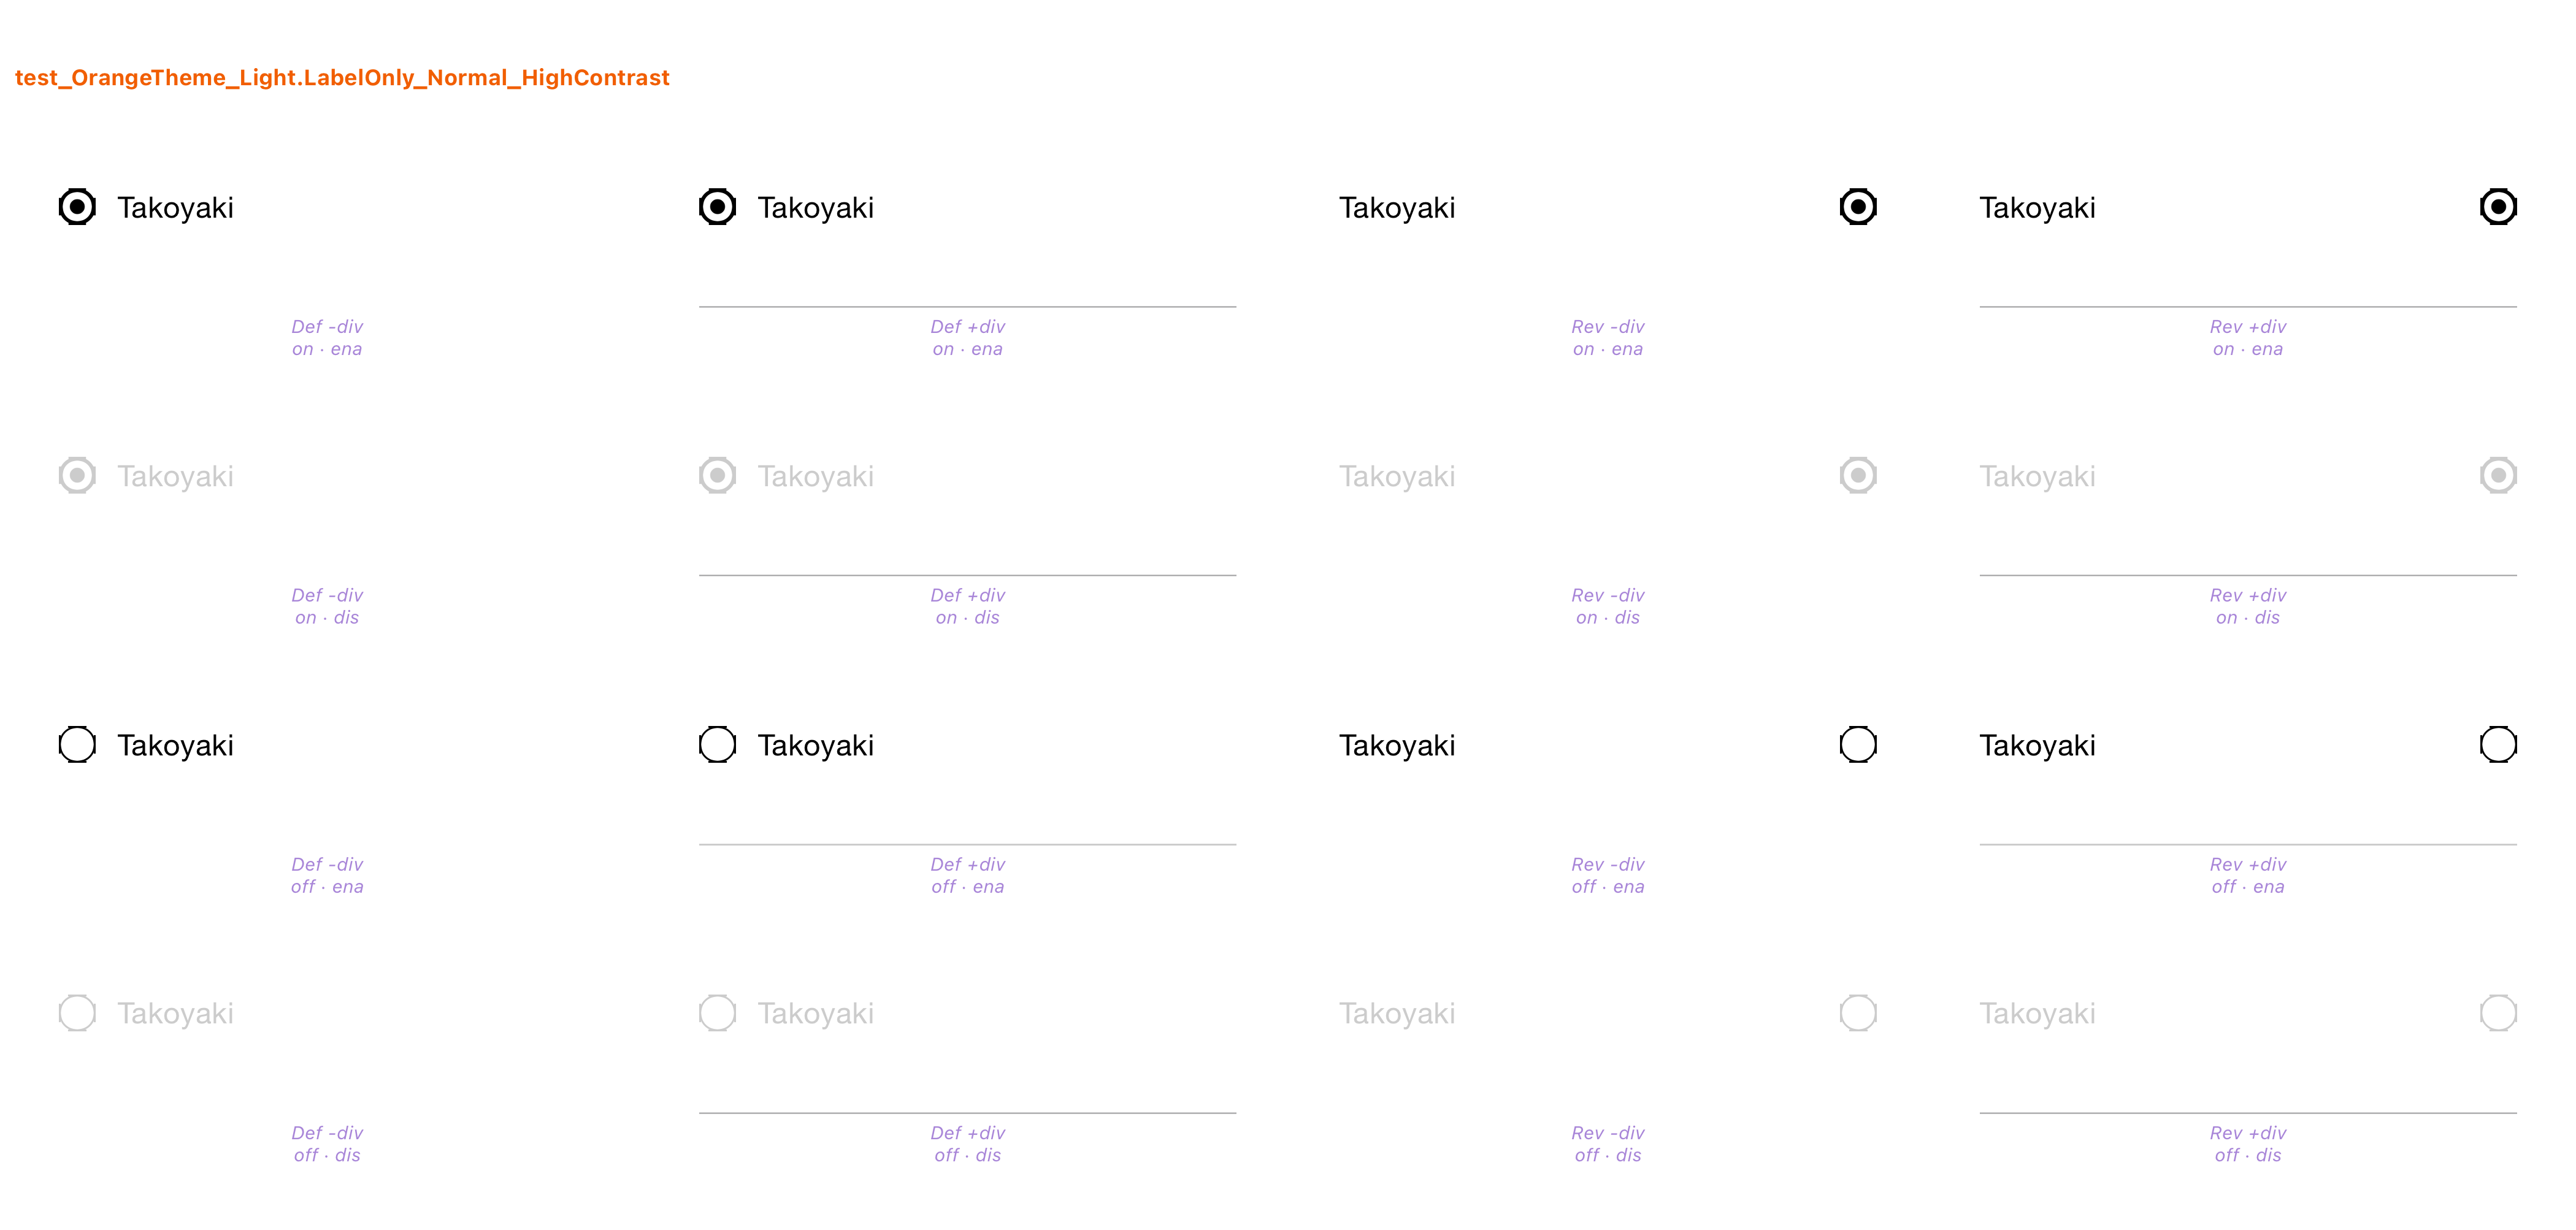 test_OrangeTheme_Light.LabelOnly_Normal_HighContrast
Takoyaki
Takoyaki
Takoyaki
Takoyaki
Def -div
on · ena
Def +div
on · ena
Rev -div
on · ena
Rev +div
on · ena
Takoyaki
Takoyaki
Takoyaki
Takoyaki
Def -div
on · dis
Def +div
on · dis
Rev -div
on · dis
Rev +div
on · dis
Takoyaki
Takoyaki
Takoyaki
Takoyaki
Def -div
off · ena
Def +div
off · ena
Rev -div
off · ena
Rev +div
off · ena
Takoyaki
Takoyaki
Takoyaki
Takoyaki
Def -div
off · dis
Def +div
off · dis
Rev -div
off · dis
Rev +div
off · dis